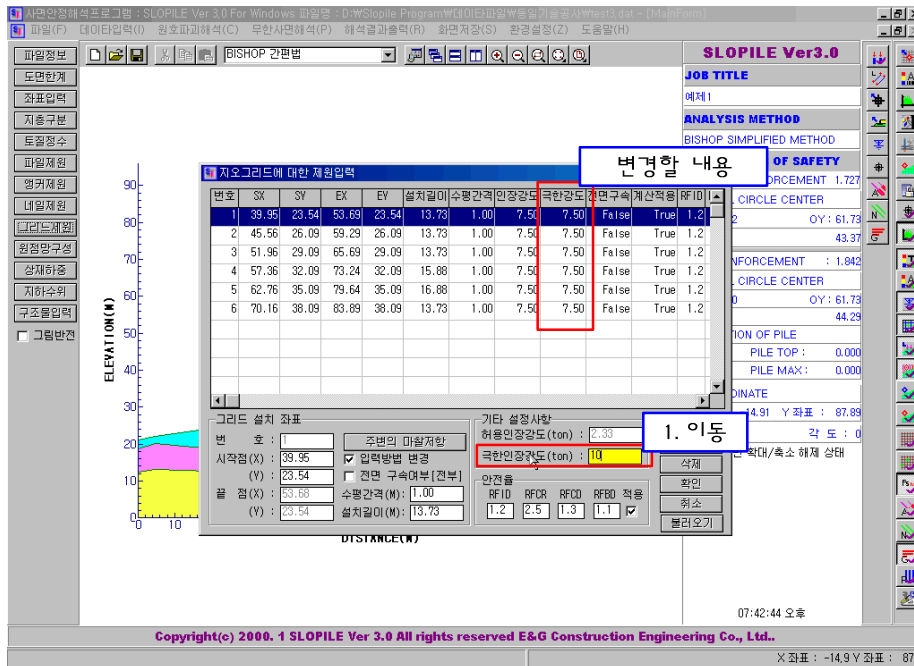 사면안정해석프로그램 : SLOPILE Ver 3.0 For Windows 파일명 : D:₩Slopile Program₩데이타파일₩동일기술공사₩test3.dat - [MainForm]
파일(F) 데이타입력(I) 원호파괴해석(C) 무한사면해석(P) 해석결과출력(R) 화면저장(S) 환경설정(Z) 도움말(H)
파일정보
도면한계
좌표입력
지층구분
토질정수
파일제원
앵커제원
네일제원
그리드제원
원점망구성
상재하중
지하수위
구조물입력
그림반전
BISHOP 간편법
ELEVATION(M)
90
80
70
60
50
40
30
20
10
0
0 10
DISTANCE(M)
지오그리드에 대한 제원입력
번호 SX SY EX EY 설치길이 수평간격 인장강도 극한강도 전면구속 계산적용 RFID
1 39.95 23.54 53.69 23.54 13.73 1.00 7.50 7.50 False True 1.2
2 45.56 26.09 59.29 26.09 13.73 1.00 7.50 7.50 False True 1.2
3 51.96 29.09 65.69 29.09 13.73 1.00 7.50 7.50 False True 1.2
4 57.36 32.09 73.24 32.09 15.88 1.00 7.50 7.50 False True 1.2
5 62.76 35.09 79.64 35.09 16.88 1.00 7.50 7.50 False True 1.2
6 70.16 38.09 83.89 38.09 13.73 1.00 7.50 7.50 False True 1.2
그리드 설치 좌표
번 호 : 1
주변의 마찰저항
시작점(X) : 39.95
입력방법 변경
(Y) : 23.54
전면 구속여부[전부]
끝 점(X) : 53.68
수평간격(M): 1.00
(Y) : 23.54
설치길이(M): 13.73
기타 설정사항
허용인장강도(ton) : 2.33
극한인장강도(ton) : 10
안전율
RFID RFCR RFCD RFBD 적용
1.2 2.5 1.3 1.1
삭제
확인
취소
불러오기
변경할 내용
1. 이동
SLOPILE Ver3.0
JOB TITLE
예제1
ANALYSIS METHOD
BISHOP SIMPLIFIED METHOD
OF SAFETY
RCEMENT 1.727
CIRCLE CENTER
2 OY : 61.73
43.37
NFORCEMENT : 1.842
CIRCLE CENTER
0 OY : 61.73
44.29
ION OF PILE
PILE TOP : 0.000
PILE MAX : 0.000
DINATE
14.91 Y 좌표 : 87.89
각 도 : 0
확대/축소 해제 상태
07:42:44 오후
Copyright(c) 2000. 1 SLOPILE Ver 3.0 All rights reserved E&G Construction Engineering Co., Ltd..
X 좌표 : -14.9 Y 좌표 : 87